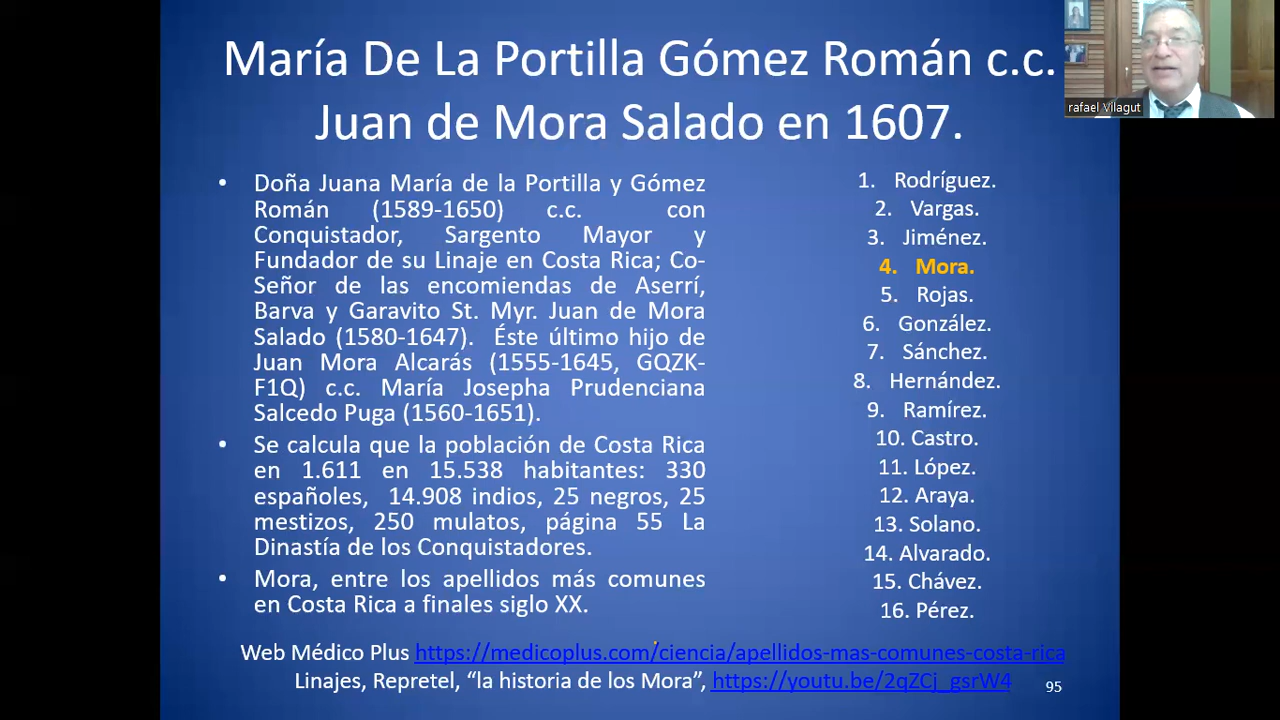 María De La Portilla Gómez Román c.c.
Juan de Mora Salado en 1607.
rafael Vilagut
• Doña Juana María de la Portilla y Gómez
Román (1589-1650) c.c. con
Conquistador, Sargento Mayor y
Fundador de su Linaje en Costa Rica; Co-
Señor de las encomiendas de Aserrí,
Barva y Garavito St. Myr. Juan de Mora
Salado (1580-1647). Éste último hijo de
Juan Mora Alcarás (1555-1645, GQZK-
F1Q) c.c. María Josepha Prudenciana
Salcedo Puga (1560-1651).
• Se calcula que la población de Costa Rica
en 1.611 en 15.538 habitantes: 330
españoles, 14.908 indios, 25 negros, 25
mestizos, 250 mulatos, página 55 La
Dinastía de los Conquistadores.
• Mora, entre los apellidos más comunes
en Costa Rica a finales siglo XX.
1. Rodríguez.
2. Vargas.
3. Jiménez.
4. Mora.
5. Rojas.
6. González.
7. Sánchez.
8. Hernández.
9. Ramírez.
10. Castro.
11. López.
12. Araya.
13. Solano.
14. Alvarado.
15. Chávez.
16. Pérez.
Web Médico Plus https://medicoplus.com/ciencia/apellidos-mas-comunes-costa-rica
Linajes, Repretel, “la historia de los Mora”, https://youtu.be/2qZCj_gsrW4
95